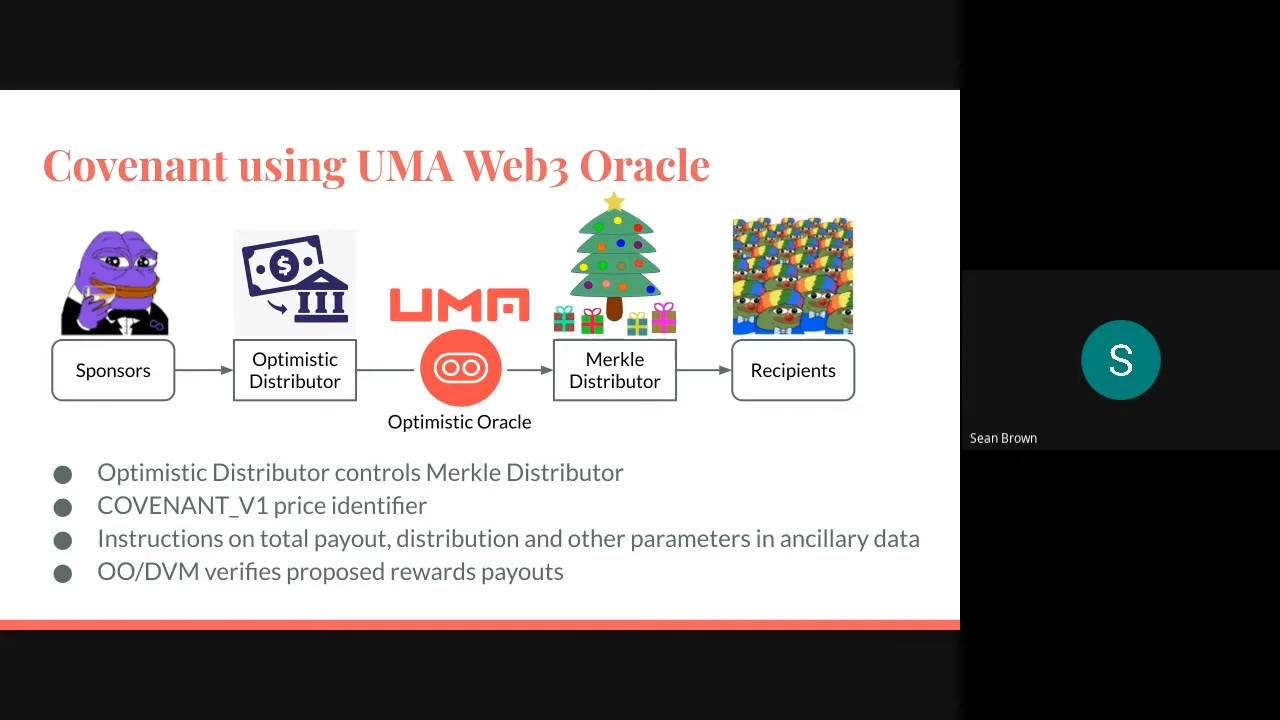 Covenant using UMA Web3 Oracle
UMA
Sponsors
Optimistic
Distributor
Optimistic Oracle
Merkle
Distributor
Recipients
● Optimistic Distributor controls Merkle Distributor
● COVENANT_V1 price identifier
● Instructions on total payout, distribution and other parameters in ancillary data
● OO/DVM verifies proposed rewards payouts
S
Sean Brown